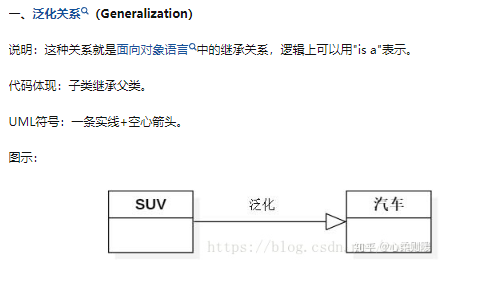 一、泛化关系（Generalization）
说明：这种关系就是面向对象语言中的继承关系，逻辑上可以用"is a"表示。
代码体现：子类继承父类。
UML符号：一条实线+空心箭头。
图示：
SUV 泛化 汽车
https://blog.csdn 知乎